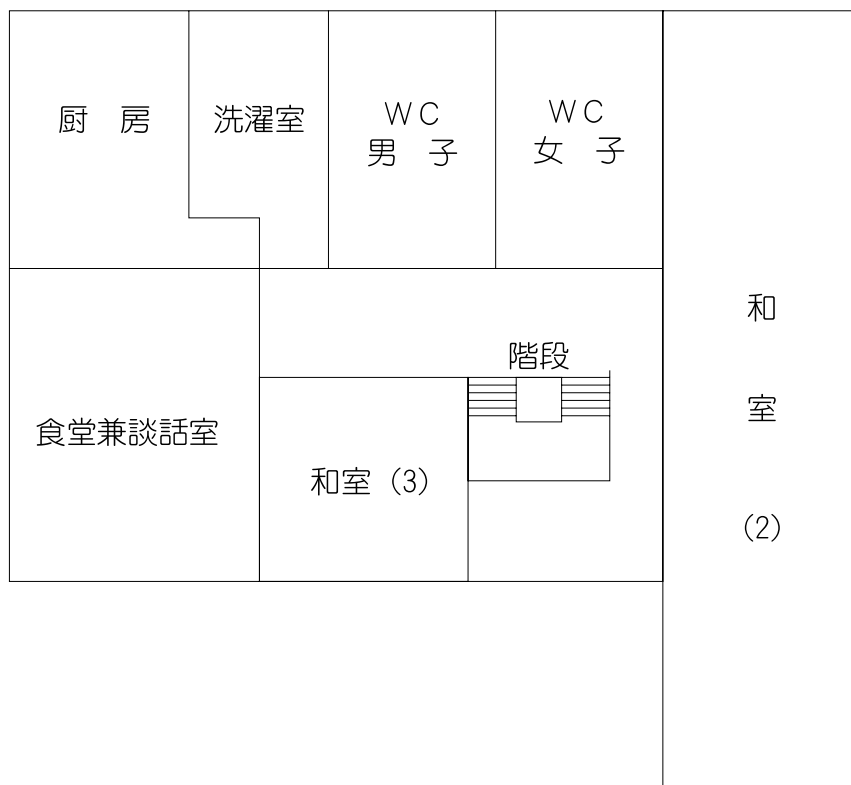 厨　房
洗濯室
ＷＣ
男　子
ＷＣ
女　子
階段
食堂兼談話室
和室（3）
和
室
（2）